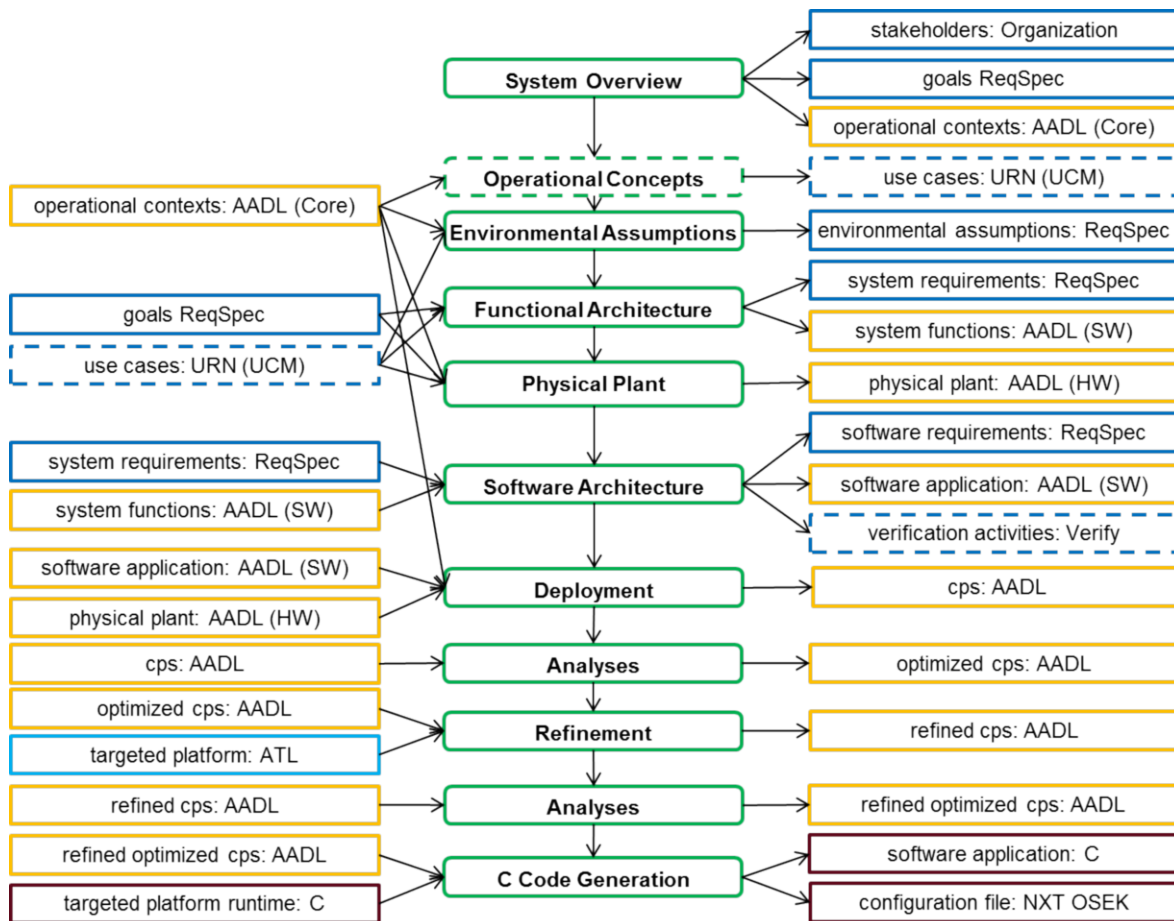 stakeholders: Organization
System Overview
goals ReqSpec
operational contexts: AADL (Core)
Operational Concepts
use cases: URN (UCM)
operational contexts: AADL (Core)
Environmental Assumptions
environmental assumptions: ReqSpec
system requirements: ReqSpec
goals ReqSpec
Functional Architecture
system functions: AADL (SW)
use cases: URN (UCM)
Physical Plant
physical plant: AADL (HW)
software requirements: ReqSpec
system requirements: ReqSpec
Software Architecture
software application: AADL (SW)
system functions: AADL (SW)
verification activities: Verify
software application: AADL (SW)
Deployment
cps: AADL
physical plant: AADL (HW)
cps: AADL
Analyses
optimized cps: AADL
optimized cps: AADL
Refinement
refined cps: AADL
targeted platform: ATL
refined cps: AADL
Analyses
refined optimized cps: AADL
refined optimized cps: AADL
software application: C
C Code Generation
targeted platform runtime: C
configuration file: NXT OSEK